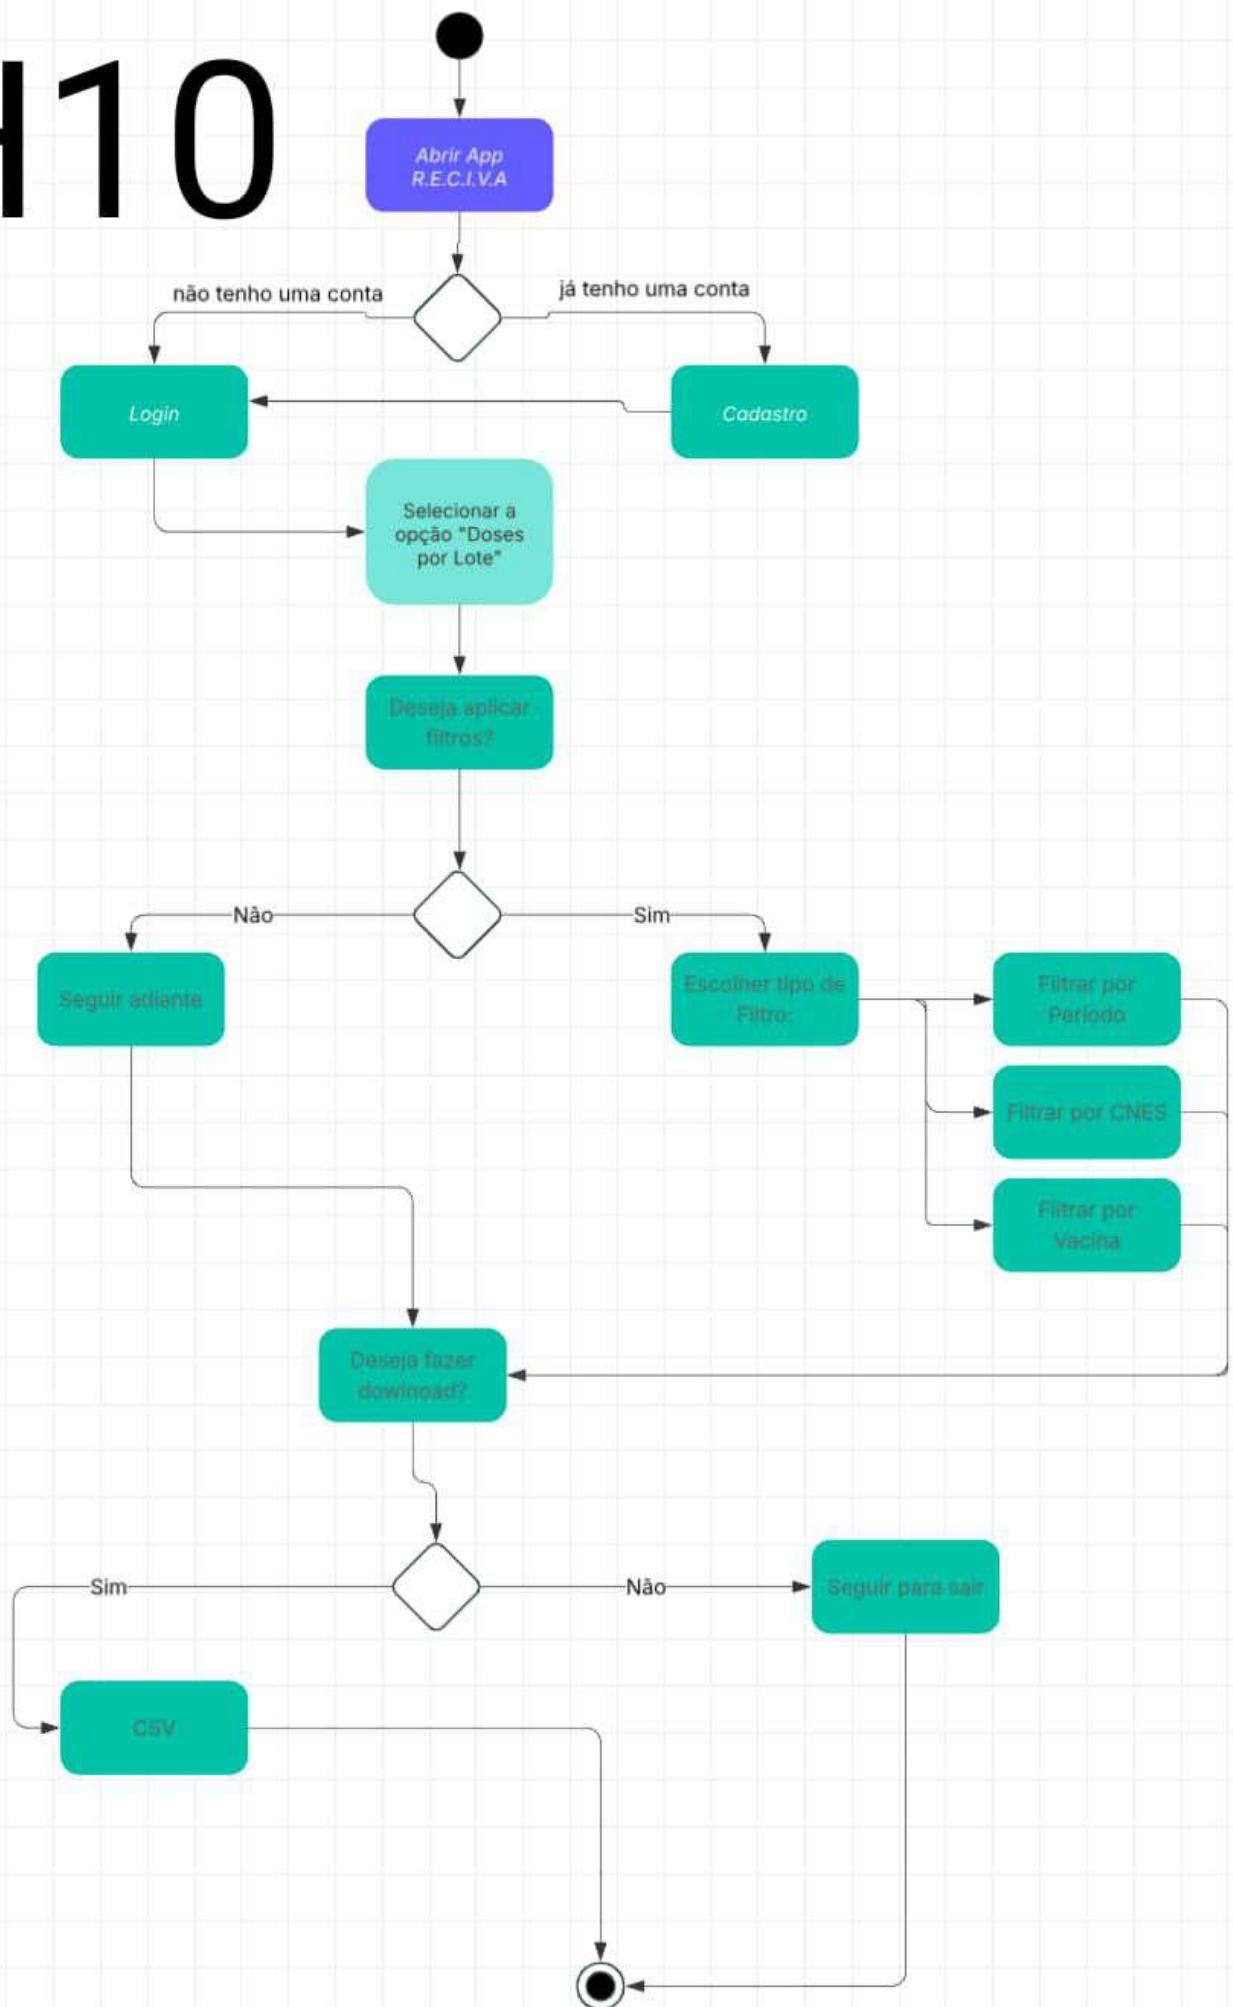 H10
Abrir App
R.E.C.I.V.A
não tenho uma conta
já tenho uma conta
Login
Cadastro
Selecionar a
opção "Doses
por Lote"
Deseja aplicar
filtros?
Não
Sim
Seguir adiante
Escolher tipo de
Filtro:
Filtrar por
Período
Filtrar por CNES
Filtrar por
Vacina
Deseja fazer
dowlnoad?
Sim
Não
Seguir para sair
CSV